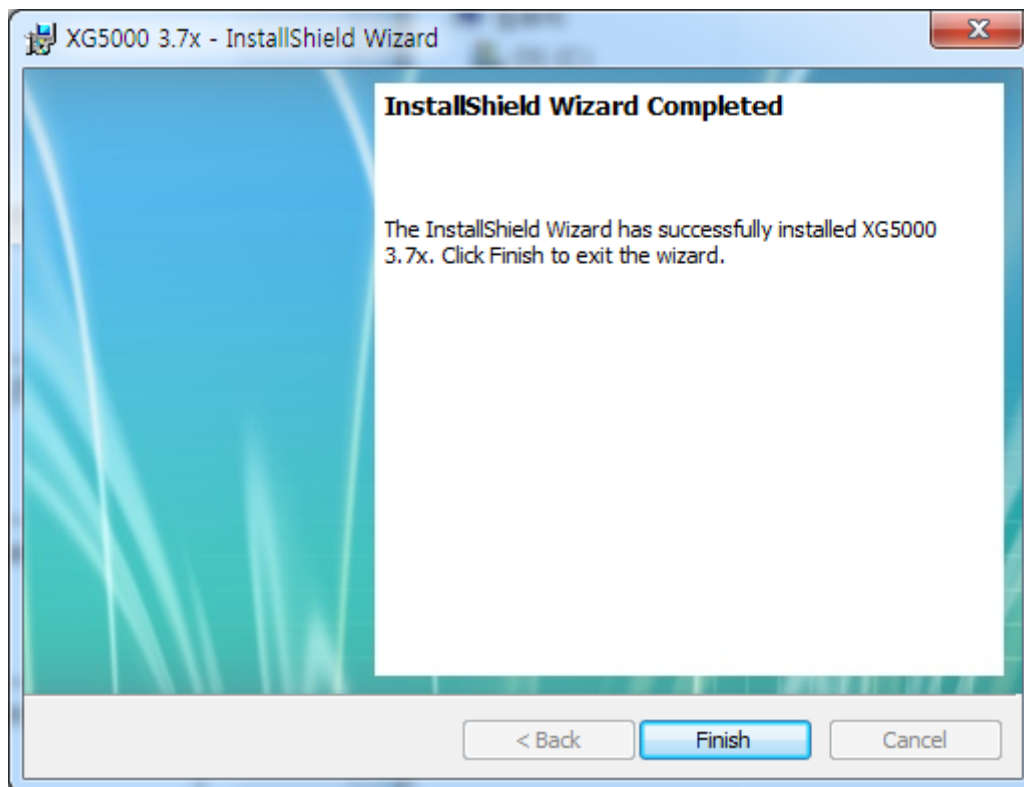 XG5000 3.7x - InstallShield Wizard
InstallShield Wizard Completed
The InstallShield Wizard has successfully installed XG5000
3.7x. Click Finish to exit the wizard.
< Back
Finish
Cancel